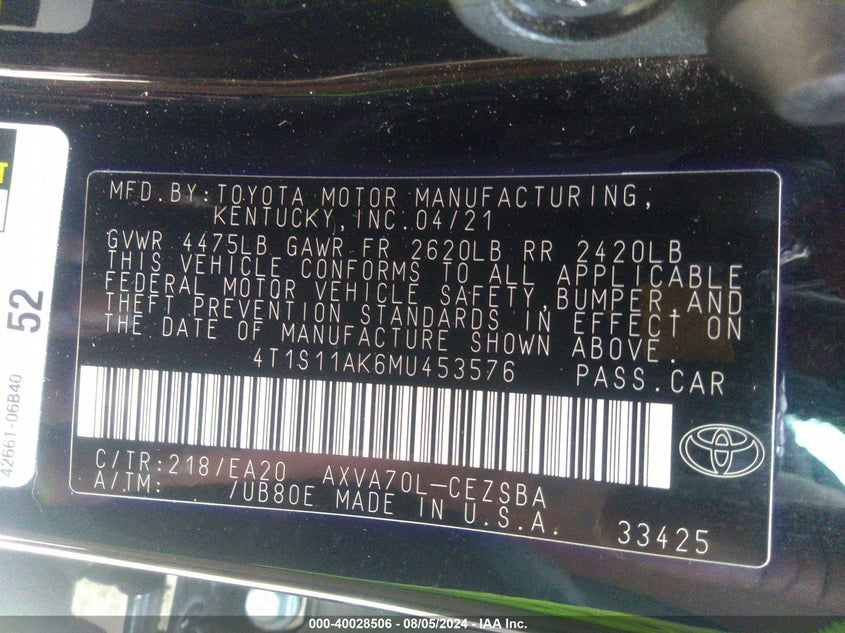 MFD.BY:TOYOTA MOTOR MANUFACTURING,
KENTUCKY,INC.04/21
GVWR 4475LB GAWR FR 2620LB RR 2420LB
THIS VEHICLE CONFORMS TO ALL APPLICABLE
FEDERAL MOTOR VEHICLE SAFETY,BUMPER,AND
THEFT PREVENTION STANDARDS IN EFFECT ON
THE DATE OF MANUFACTURE SHOWN ABOVE.
4T1S11AK6MU453576 PASS.CAR
C/TR:218/EA20 AXVA70L-CEZSBA
A/TM: /UB80E MADE IN U.S.A.
33425
52
42661-06B40
000-40028506 - 08/05/2024 - IAA Inc.